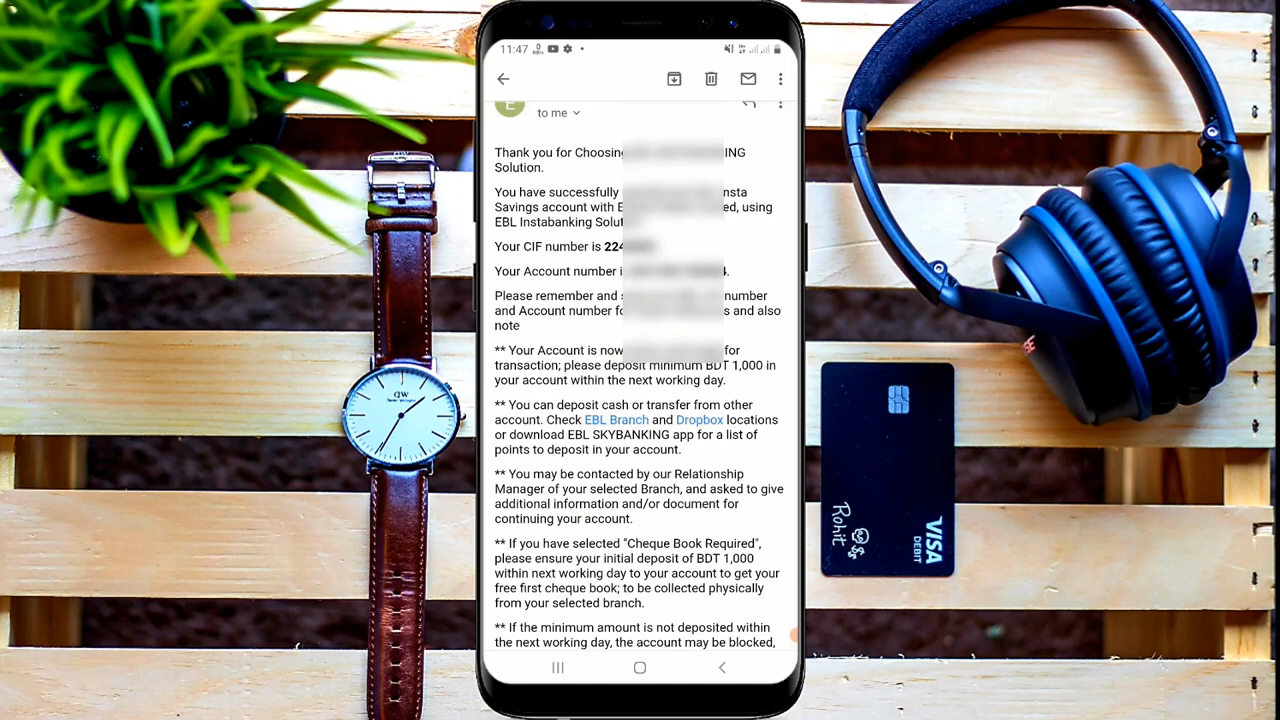 11:47
to me
Thank you for Choosing ING
Solution.
You have successfully nsta
Savings account with E ed, using
EBL Instabanking Solut
Your CIF number is 224
Your Account number i 4.
Please remember and s number
and Account number fo s and also
note
** Your Account is now for
transaction; please deposit minimum BDT 1,000 in
your account within the next working day.
** You can deposit cash or transfer from other
account. Check EBL Branch and Dropbox locations
or download EBL SKYBANKING app for a list of
points to deposit in your account.
** You may be contacted by our Relationship
Manager of your selected Branch, and asked to give
additional information and/or document for
continuing your account.
** If you have selected "Cheque Book Required",
please ensure your initial deposit of BDT 1,000
within next working day to your account to get your
free first cheque book; to be collected physically
from your selected branch.
** If the minimum amount is not deposited within
the next working day, the account may be blocked,
Rohit
VISA
DEBIT